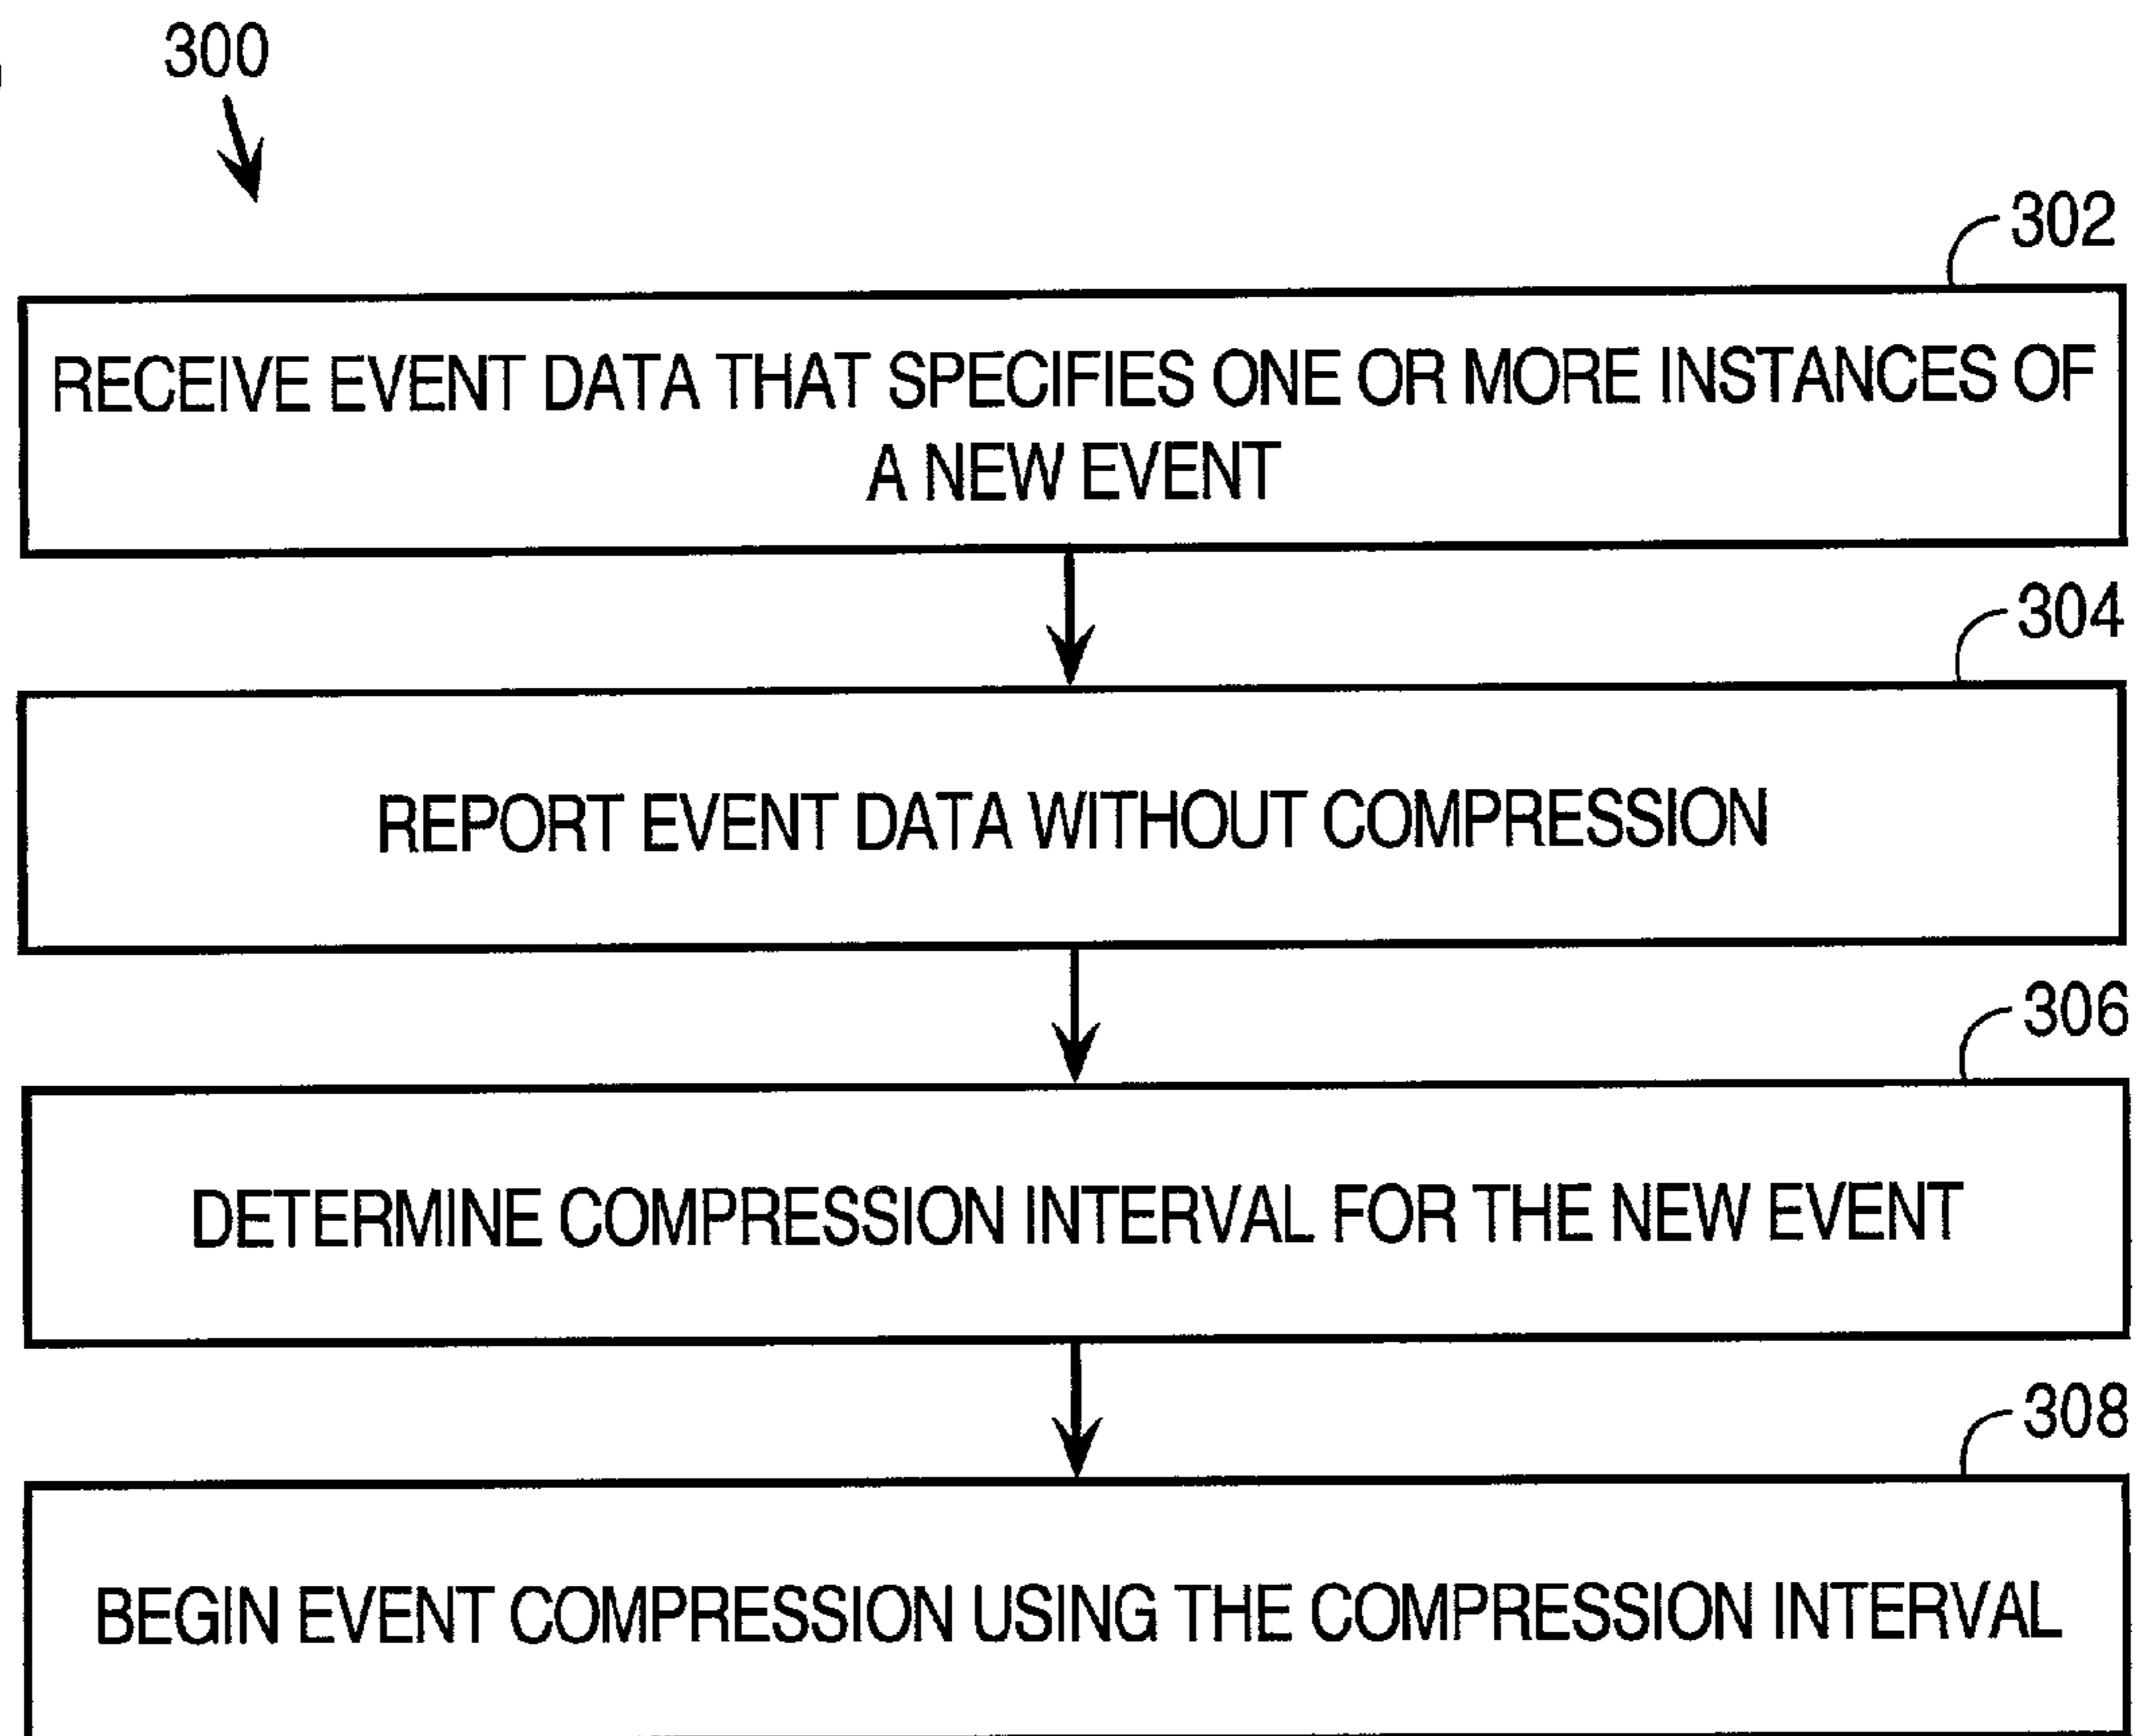 300
302
RECEIVE EVENT DATA THAT SPECIFIES ONE OR MORE INSTANCES OF
A NEW EVENT
304
REPORT EVENT DATA WITHOUT COMPRESSION
306
DETERMINE COMPRESSION INTERVAL FOR THE NEW EVENT
308
BEGIN EVENT COMPRESSION USING THE COMPRESSION INTERVAL